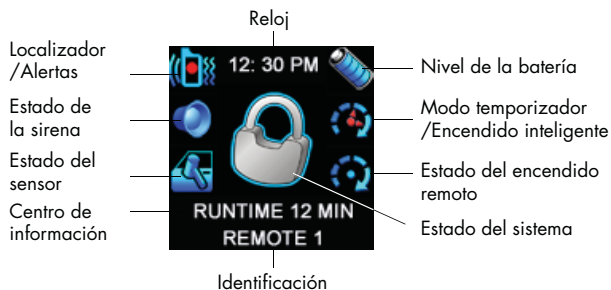 Reloj
Localizador
/Alertas
12: 30 PM
Nivel de la batería
Estado de
la sirena
Modo temporizador
/Encendido inteligente
Estado del
sensor
Estado del encendido
remoto
Centro de
información
RUNTIME 12 MIN
Estado del sistema
REMOTE 1
Identificación